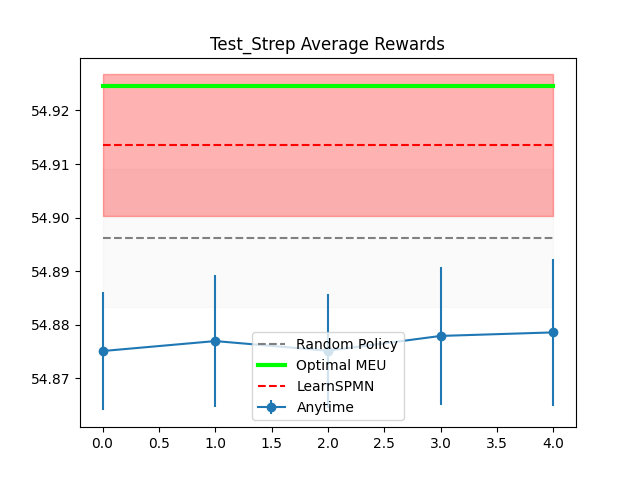 Test_Strep Average Rewards
54.92
54.91
54.90
54.89
54.88
54.87
Random Policy
Optimal MEU
LearnSPMN
Anytime
0.0 0.5 1.0 1.5 2.0 2.5 3.0 3.5 4.0